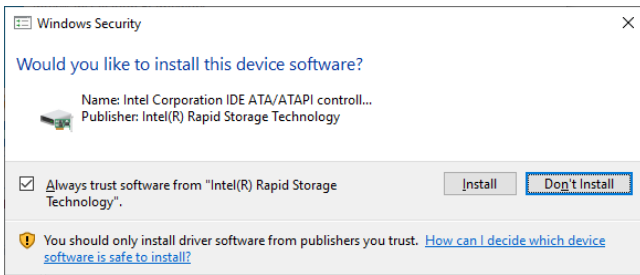 Windows Security
Would you like to install this device software?
Name: Intel Corporation IDE ATA/ATAPI controll...
Publisher: Intel(R) Rapid Storage Technology
Always trust software from "Intel(R) Rapid Storage
Technology".
Install
Don't Install
You should only install driver software from publishers you trust. How can I decide which device
software is safe to install?